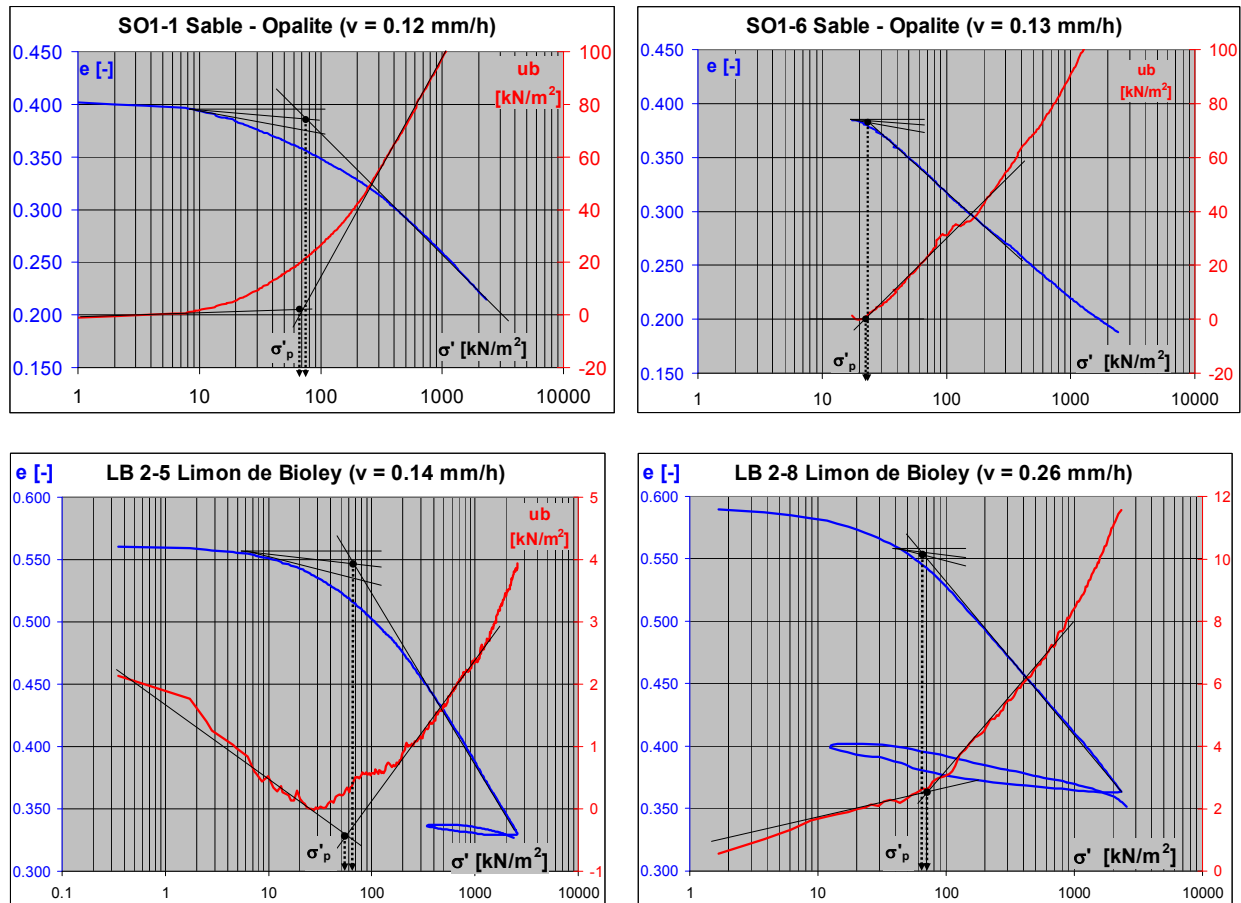 SO1-1 Sable - Opalite (v = 0.12 mm/h)
e [-]
ub
[kN/m²]
0.450
0.400
0.350
0.300
0.250
0.200
0.150
100
80
60
40
20
0
-20
σ'p
σ' [kN/m²]
1 10 100 1000 10000
SO1-6 Sable - Opalite (v = 0.13 mm/h)
e [-]
ub
[kN/m²]
0.450
0.400
0.350
0.300
0.250
0.200
0.150
100
80
60
40
20
0
-20
σ'p
σ' [kN/m²]
1 10 100 1000 10000
e [-]
LB 2-5 Limon de Bioley (v = 0.14 mm/h)
ub
[kN/m²]
0.600
0.550
0.500
0.450
0.400
0.350
0.300
5
4
3
2
1
0
-1
σ'p
σ' [kN/m²]
0.1 1 10 100 1000 10000
e [-]
LB 2-8 Limon de Bioley (v = 0.26 mm/h)
ub
[kN/m²]
0.600
0.550
0.500
0.450
0.400
0.350
0.300
12
10
8
6
4
2
0
σ'p
σ' [kN/m²]
1 10 100 1000 10000